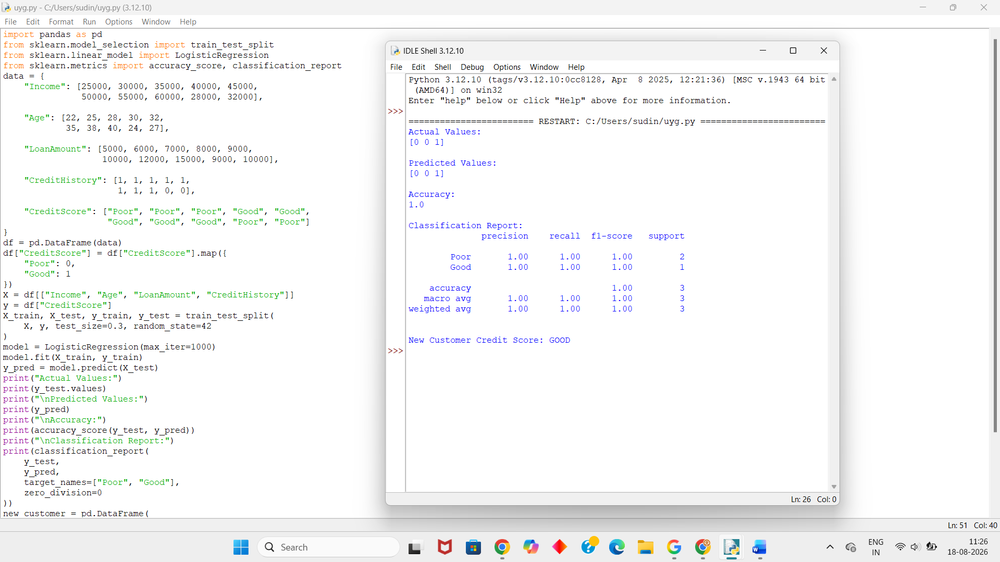 uyg.py - C:/Users/sudin/uyg.py (3.12.10)
File Edit Format Run Options Window Help
import pandas as pd
from sklearn.model_selection import train_test_split
from sklearn.linear_model import LogisticRegression
from sklearn.metrics import accuracy_score, classification_report
data = {
    "Income": [25000, 30000, 35000, 40000, 45000,
               50000, 55000, 60000, 28000, 32000],
    "Age": [22, 25, 28, 30, 32,
            35, 38, 40, 24, 27],
    "LoanAmount": [5000, 6000, 7000, 8000, 9000,
                   10000, 12000, 15000, 9000, 10000],
    "CreditHistory": [1, 1, 1, 1, 1,
                      1, 1, 1, 0, 0],
    "CreditScore": ["Poor", "Poor", "Poor", "Good", "Good",
                    "Good", "Good", "Good", "Poor", "Poor"]
}
df = pd.DataFrame(data)
df["CreditScore"] = df["CreditScore"].map({
    "Poor": 0,
    "Good": 1
})
X = df[["Income", "Age", "LoanAmount", "CreditHistory"]]
y = df["CreditScore"]
X_train, X_test, y_train, y_test = train_test_split(
    X, y, test_size=0.3, random_state=42
)
model = LogisticRegression(max_iter=1000)
model.fit(X_train, y_train)
y_pred = model.predict(X_test)
print("Actual Values:")
print(y_test.values)
print("\nPredicted Values:")
print(y_pred)
print("\nAccuracy:")
print(accuracy_score(y_test, y_pred))
print("\nClassification Report:")
print(classification_report(
    y_test,
    y_pred,
    target_names=["Poor", "Good"],
    zero_division=0
))
new_customer = pd.DataFrame(
IDLE Shell 3.12.10
File Edit Shell Debug Options Window Help
Python 3.12.10 (tags/v3.12.10:0cc8128, Apr  8 2025, 12:21:36) [MSC v.1943 64 bit
 (AMD64)] on win32
Enter "help" below or click "Help" above for more information.
>>>
======================== RESTART: C:/Users/sudin/uyg.py ========================
Actual Values:
[0 0 1]
Predicted Values:
[0 0 1]
Accuracy:
1.0
Classification Report:
              precision    recall  f1-score   support
        Poor       1.00      1.00      1.00         2
        Good       1.00      1.00      1.00         1
    accuracy                           1.00         3
   macro avg       1.00      1.00      1.00         3
weighted avg       1.00      1.00      1.00         3
New Customer Credit Score: GOOD
>>>
Ln: 26 Col: 0
Ln: 51 Col: 40
Search
ENG
IN
11:26
18-08-2026